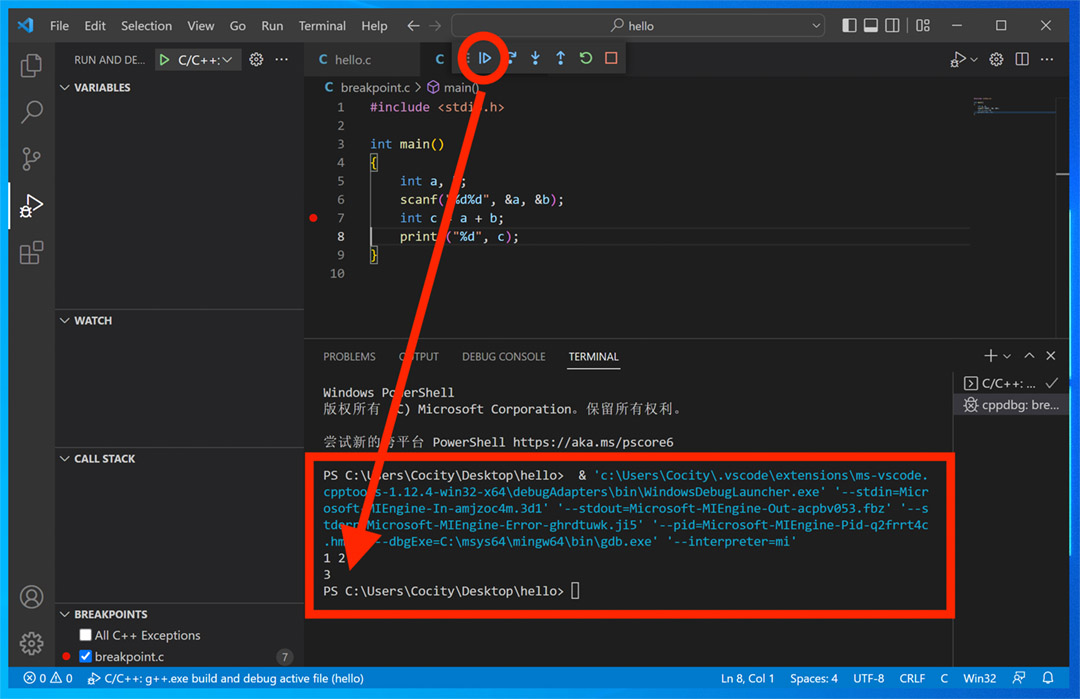 File Edit Selection View Go Run Terminal Help hello
RUN AND DE... C/C++: hello.c C
VARIABLES
breakpoint.c > main()
1 #include <stdio.h>
2
3 int main()
4 {
5 int a, b;
6 scanf("%d%d", &a, &b);
7 int c = a + b;
8 printf("%d", c);
9 }
10
WATCH
PROBLEMS OUTPUT DEBUG CONSOLE TERMINAL
C/C++: ...
cppdbg: bre...
Windows PowerShell
版权所有 (C) Microsoft Corporation。保留所有权利。
尝试新的跨平台 PowerShell https://aka.ms/pscore6
CALL STACK
PS C:\Users\Cocity\Desktop\hello> & 'c:\Users\Cocity\.vscode\extensions\ms-vscode.
cpptools-1.12.4-win32-x64\debugAdapters\bin\WindowsDebugLauncher.exe' '--stdin=Micr
osoft-MIEngine-In-amjzoc4m.3d1' '--stdout=Microsoft-MIEngine-Out-acpbv053.fbz' '--s
tderr=Microsoft-MIEngine-Error-ghrdtuwk.ji5' '--pid=Microsoft-MIEngine-Pid-q2frrt4c
'--dbgExe=C:\msys64\mingw64\bin\gdb.exe' '--interpreter=mi'
1 2
3
PS C:\Users\Cocity\Desktop\hello>
BREAKPOINTS
All C++ Exceptions
breakpoint.c 7
0 0 C/C++: g++.exe build and debug active file (hello) Ln 8, Col 1 Spaces: 4 UTF-8 CRLF C Win32